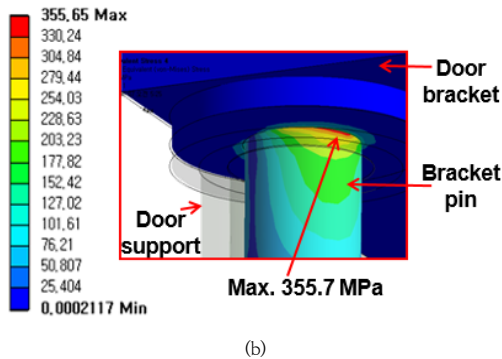 355.65 Max
330,24
304,84
279,44
254,03
228,63
203,23
177,82
152,42
127,02
101,61
76,21
50,807
25,404
0,0002117 Min
Door
bracket
Bracket
pin
Door
support
Max. 355.7 MPa
(b)